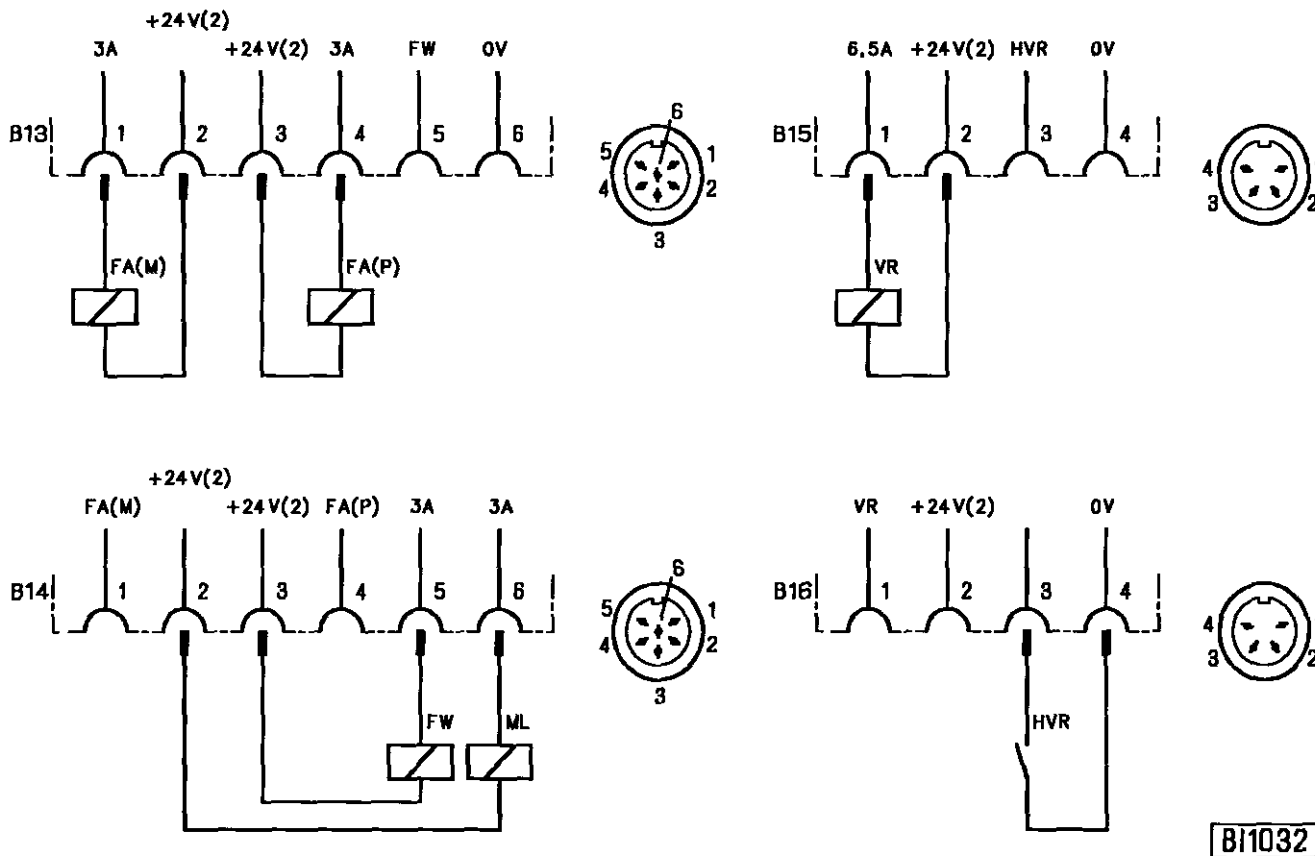 +24V(2)
3A +24V(2) 3A FW 0V
B13 1 2 3 4 5 6
FA(M) FA(P)
6
5 1
4 2
3
6,5A +24V(2) HVR 0V
B15 1 2 3 4
VR
4
3 2
+24V(2)
FA(M) +24V(2) FA(P) 3A 3A
B14 1 2 3 4 5 6
FW ML
6
5 1
4 2
3
VR +24V(2) 0V
B16 1 2 3 4
HVR
4
3 2
BI1032